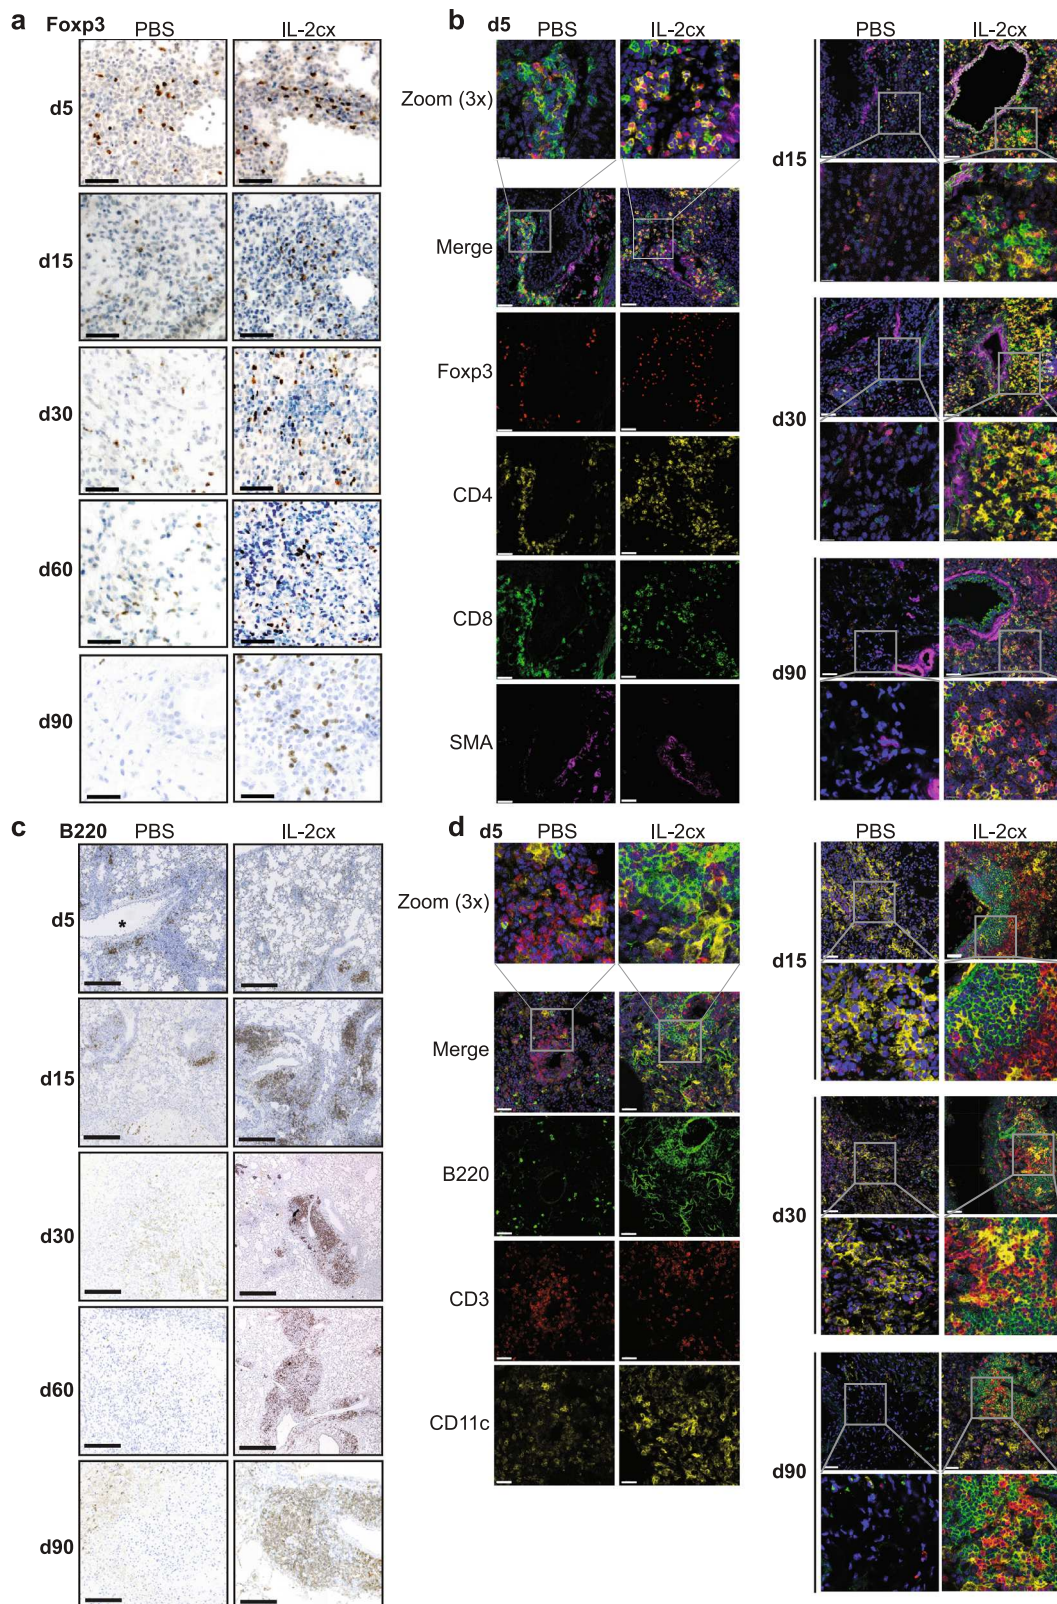 a Foxp3
PBS IL-2cx
d5
d15
d30
d60
d90
b d5
PBS IL-2cx
Zoom (3x)
Merge
Foxp3
CD4
CD8
SMA
PBS IL-2cx
d15
d30
d90
c B220
PBS IL-2cx
d5
*
d15
d30
d60
d90
d d5
PBS IL-2cx
Zoom (3x)
Merge
B220
CD3
CD11c
PBS IL-2cx
d15
d30
d90